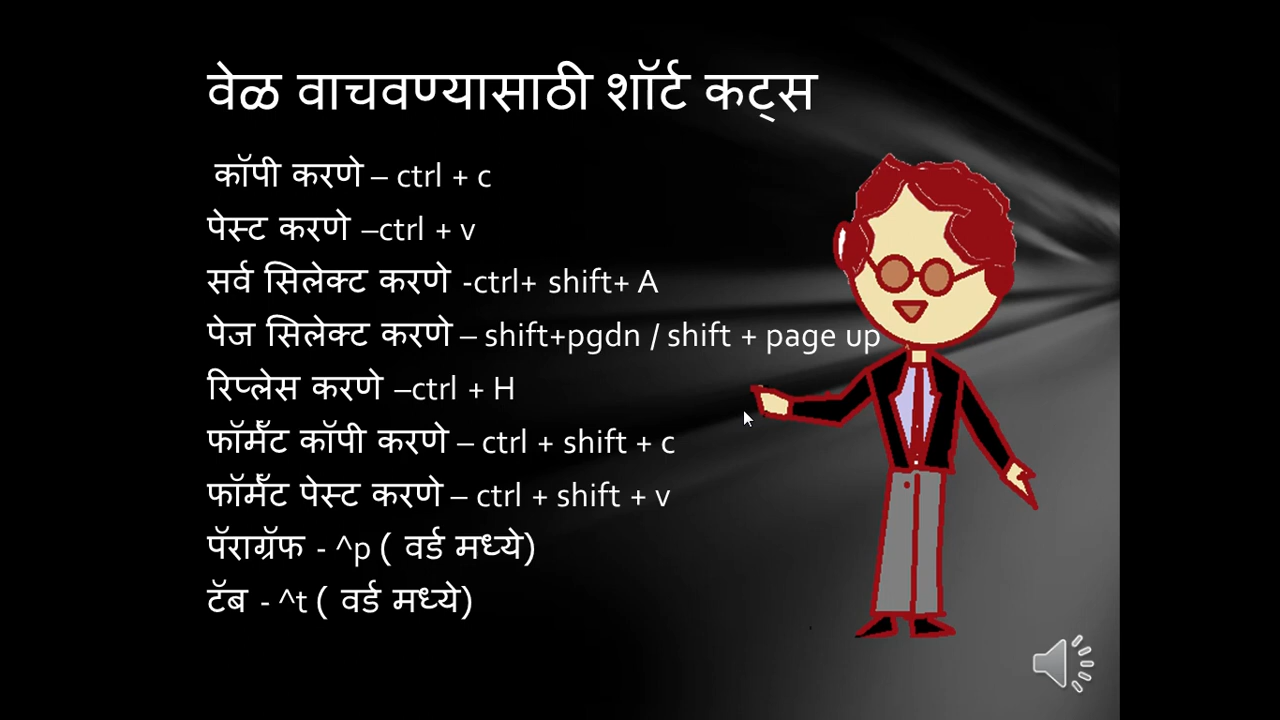 वेळ वाचवण्यासाठी शॉर्ट कट्स
कॉपी करणे – ctrl + c
पेस्ट करणे –ctrl + v
सर्व सिलेक्ट करणे -ctrl+ shift+ A
पेज सिलेक्ट करणे – shift+pgdn / shift + page up
रिप्लेस करणे –ctrl + H
फॉर्मॅट कॉपी करणे – ctrl + shift + c
फॉर्मॅट पेस्ट करणे – ctrl + shift + v
पॅराग्रॅफ - ^p ( वर्ड मध्ये)
टॅब - ^t ( वर्ड मध्ये)